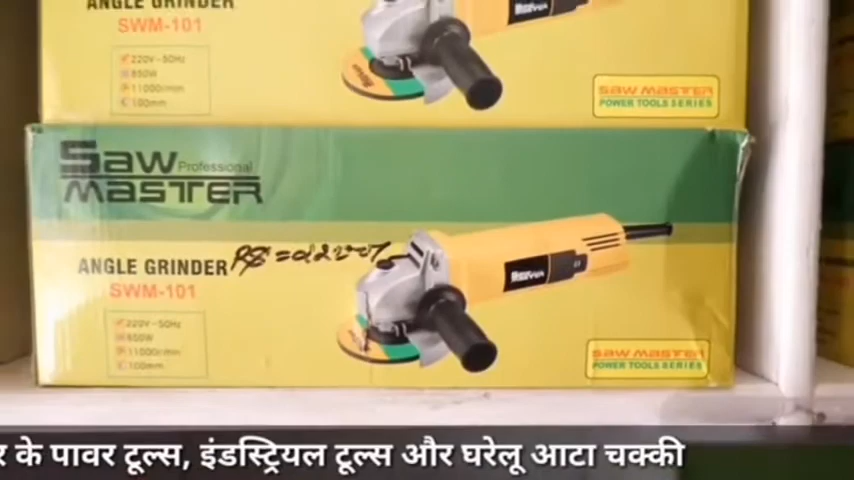 ANGLE GRINDER
SWM-101
220V~50Hz
850W
11000r/min
100mm
SAW MASTER
POWER TOOLS SERIES
SAW Professional
MASTER
ANGLE GRINDER
SWM-101
220V~50Hz
850W
11000r/min
100mm
SAW MASTER
POWER TOOLS SERIES
के पावर टूल्स, इंडस्ट्रियल टूल्स और घरेलू आटा चक्की